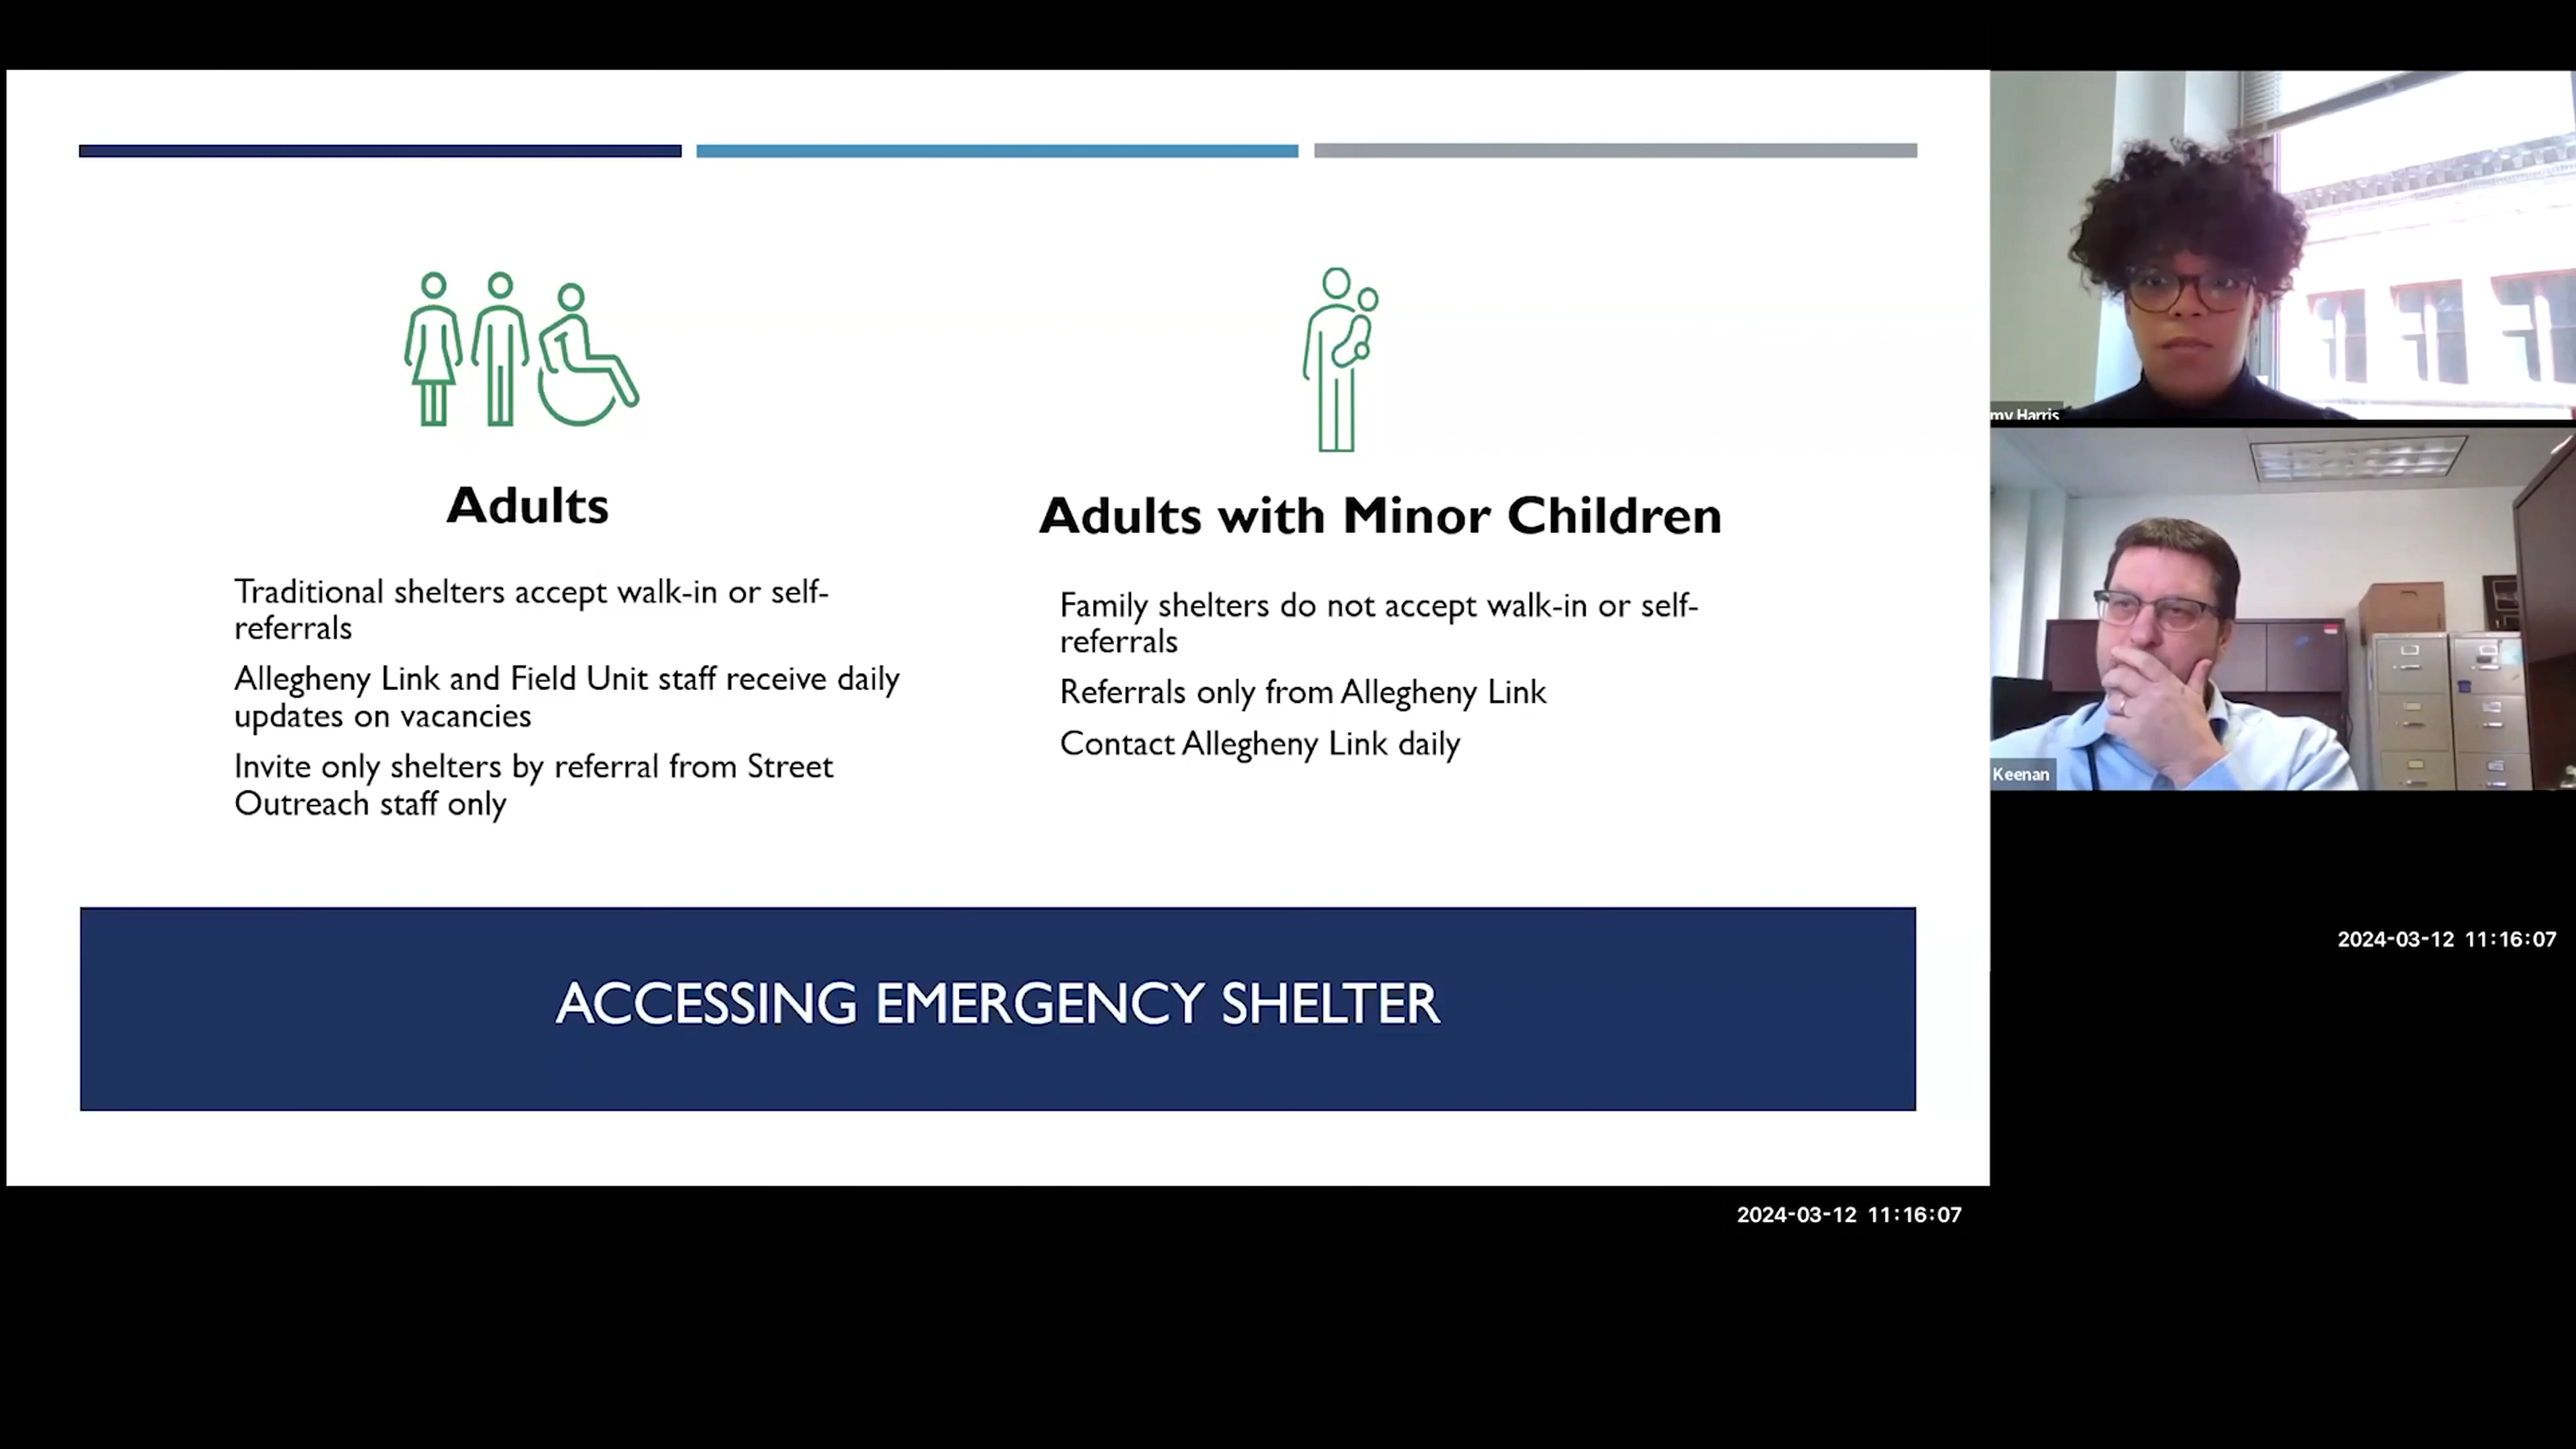 Adults
Traditional shelters accept walk-in or self-
referrals
Allegheny Link and Field Unit staff receive daily
updates on vacancies
Invite only shelters by referral from Street
Outreach staff only
Adults with Minor Children
Family shelters do not accept walk-in or self-
referrals
Referrals only from Allegheny Link
Contact Allegheny Link daily
ACCESSING EMERGENCY SHELTER
my Harris
Keenan
2024-03-12 11:16:07
2024-03-12 11:16:07